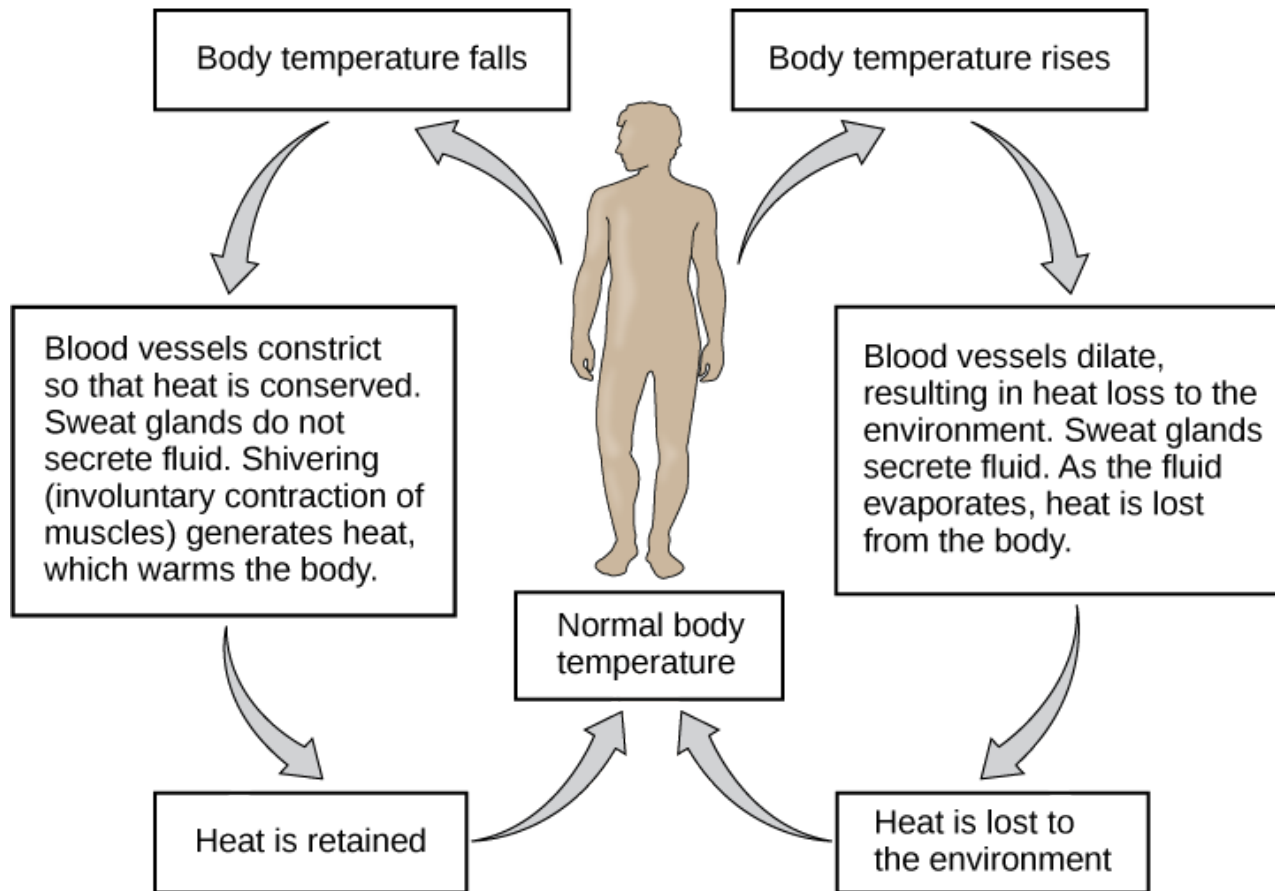 Body temperature falls
Body temperature rises
Blood vessels constrict
so that heat is conserved.
Sweat glands do not
secrete fluid. Shivering
(involuntary contraction of
muscles) generates heat,
which warms the body.
Blood vessels dilate,
resulting in heat loss to the
environment. Sweat glands
secrete fluid. As the fluid
evaporates, heat is lost
from the body.
Normal body
temperature
Heat is retained
Heat is lost to
the environment